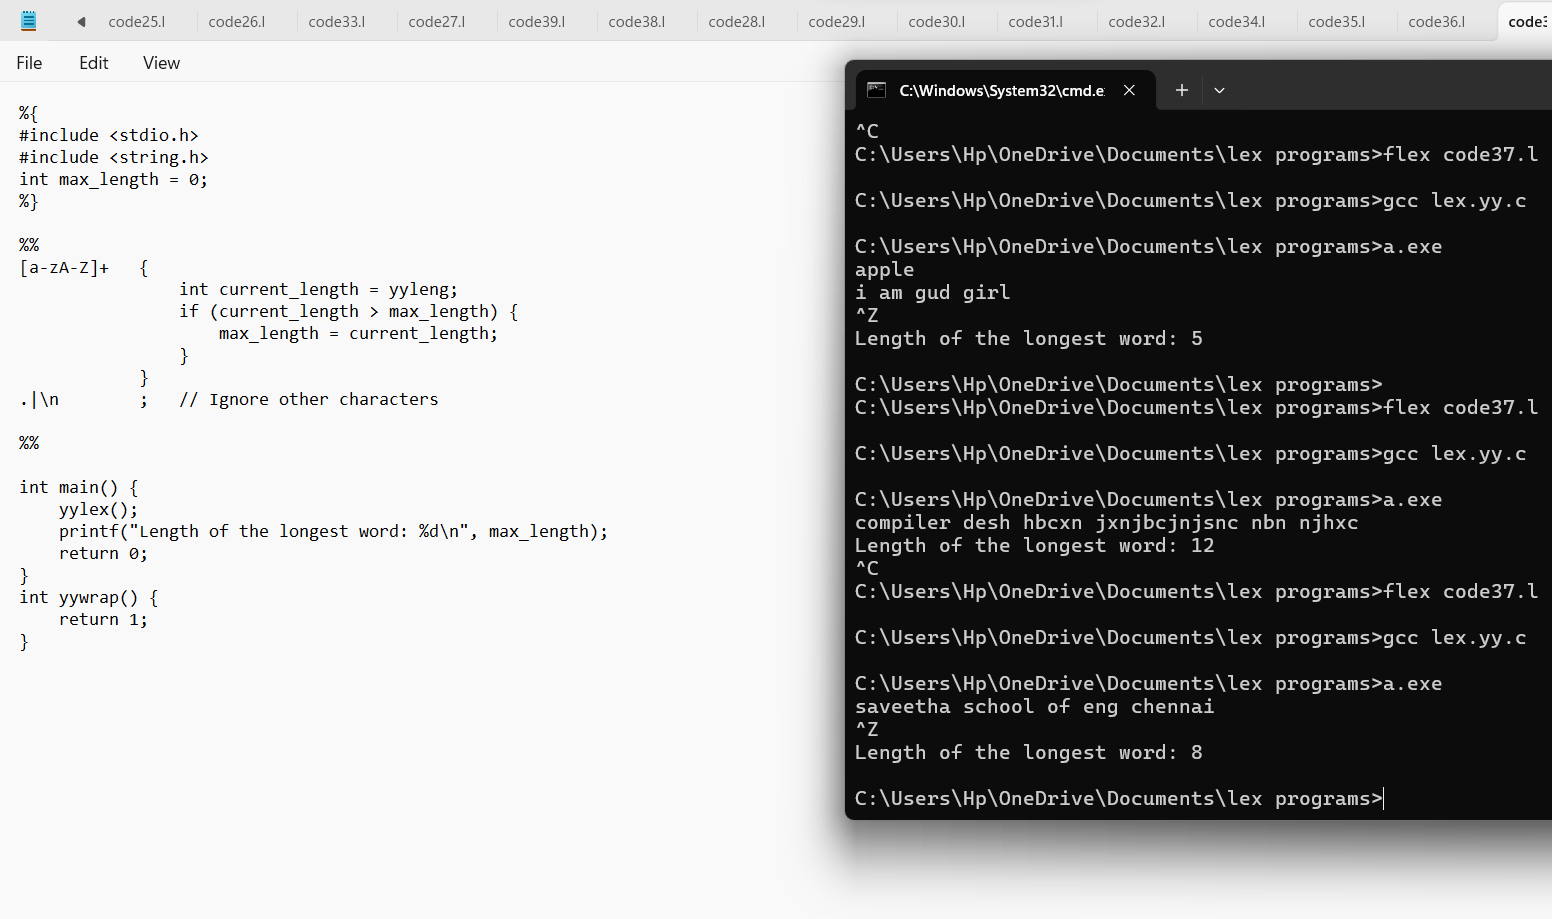 code25.l code26.l code33.l code27.l code39.l code38.l code28.l code29.l code30.l code31.l code32.l code34.l code35.l code36.l code3
File Edit View
%{
#include <stdio.h>
#include <string.h>
int max_length = 0;
%}
%%
[a-zA-Z]+   {
                int current_length = yyleng;
                if (current_length > max_length) {
                    max_length = current_length;
                }
            }
.|\n        ;   // Ignore other characters
%%
int main() {
    yylex();
    printf("Length of the longest word: %d\n", max_length);
    return 0;
}
int yywrap() {
    return 1;
}
C:\Windows\System32\cmd.e
^C
C:\Users\Hp\OneDrive\Documents\lex programs>flex code37.l
C:\Users\Hp\OneDrive\Documents\lex programs>gcc lex.yy.c
C:\Users\Hp\OneDrive\Documents\lex programs>a.exe
apple
i am gud girl
^Z
Length of the longest word: 5
C:\Users\Hp\OneDrive\Documents\lex programs>
C:\Users\Hp\OneDrive\Documents\lex programs>flex code37.l
C:\Users\Hp\OneDrive\Documents\lex programs>gcc lex.yy.c
C:\Users\Hp\OneDrive\Documents\lex programs>a.exe
compiler desh hbcxn jxnjbcjnjsnc nbn njhxc
Length of the longest word: 12
^C
C:\Users\Hp\OneDrive\Documents\lex programs>flex code37.l
C:\Users\Hp\OneDrive\Documents\lex programs>gcc lex.yy.c
C:\Users\Hp\OneDrive\Documents\lex programs>a.exe
saveetha school of eng chennai
^Z
Length of the longest word: 8
C:\Users\Hp\OneDrive\Documents\lex programs>